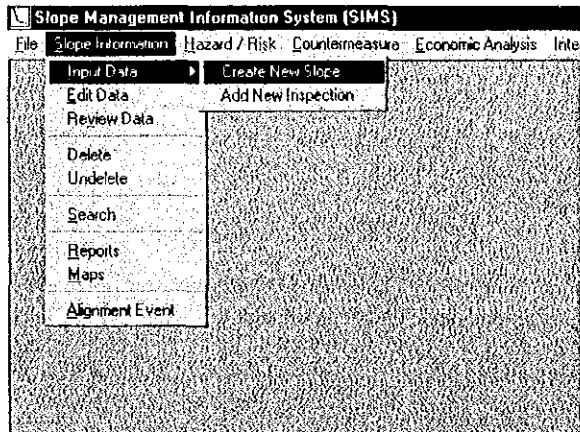 Slope Management Information System (SIMS)
File Slope Information Hazard / Risk Countermeasure Economic Analysis Inte
Input Data Create New Slope
Edit Data Add New Inspection
Review Data
Delete
Undelete
Search
Reports
Maps
Alignment Event